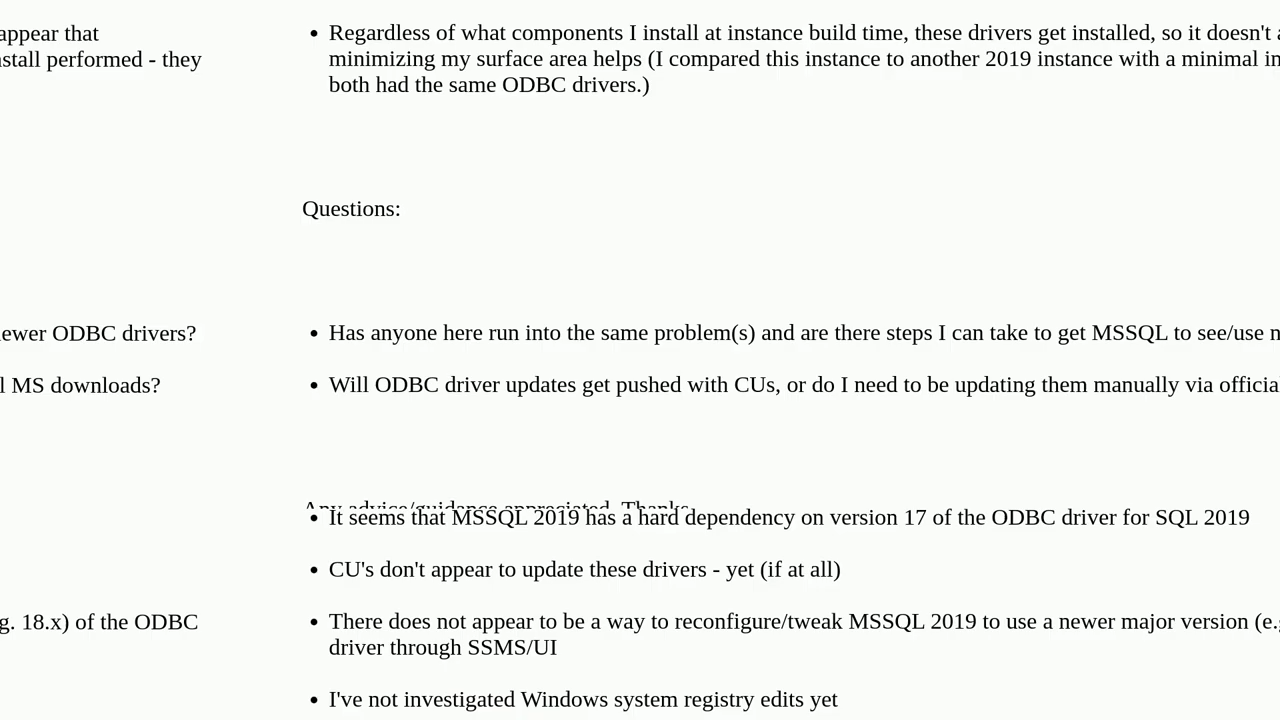 appear that
Regardless of what components I install at instance build time, these drivers get installed, so it doesn't a
stall performed - they
minimizing my surface area helps (I compared this instance to another 2019 instance with a minimal in
both had the same ODBC drivers.)
Questions:
ewer ODBC drivers?
Has anyone here run into the same problem(s) and are there steps I can take to get MSSQL to see/use n
l MS downloads?
Will ODBC driver updates get pushed with CUs, or do I need to be updating them manually via officia
Any advice/guidance appreciated. Thanks
It seems that MSSQL 2019 has a hard dependency on version 17 of the ODBC driver for SQL 2019
CU's don't appear to update these drivers - yet (if at all)
g. 18.x) of the ODBC
There does not appear to be a way to reconfigure/tweak MSSQL 2019 to use a newer major version (e.g
driver through SSMS/UI
I've not investigated Windows system registry edits yet